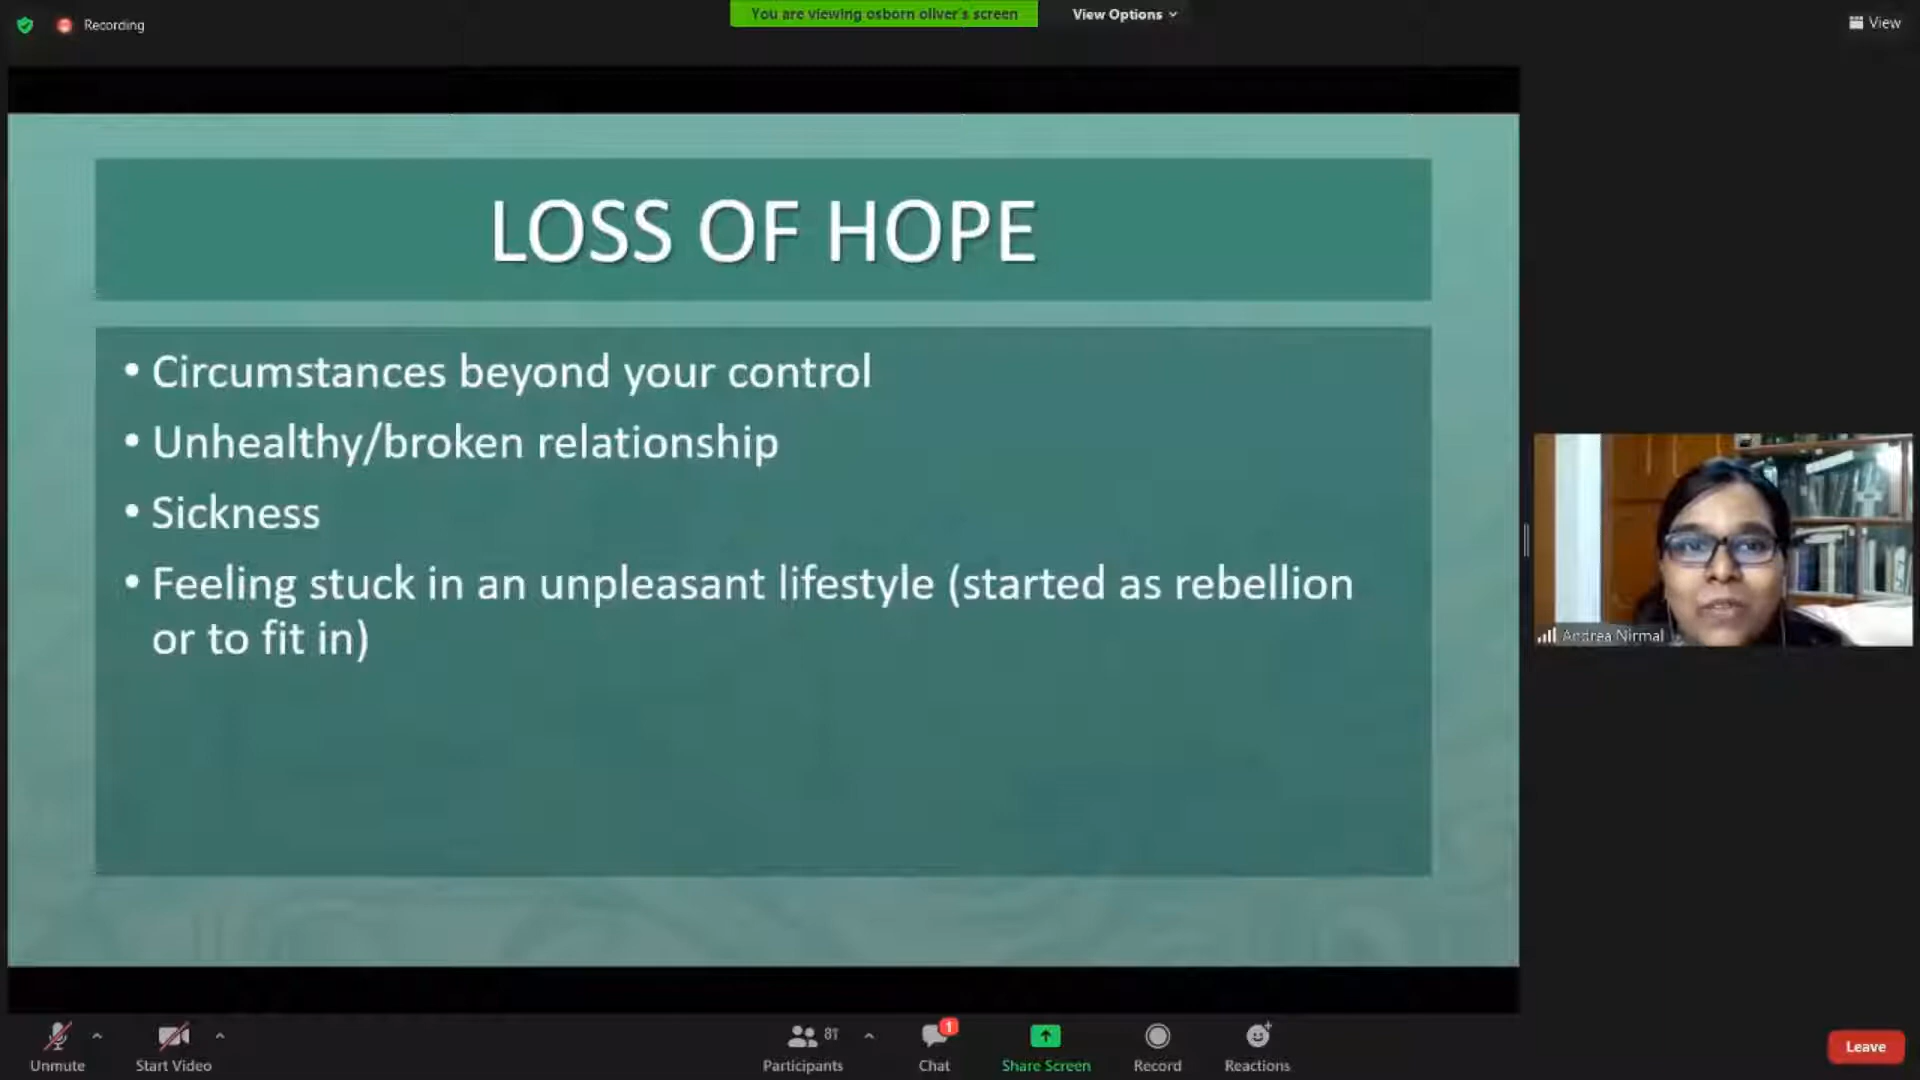 You are viewing osborn oliver's screen
View Options
Recording
View
LOSS OF HOPE
• Circumstances beyond your control
• Unhealthy/broken relationship
• Sickness
• Feeling stuck in an unpleasant lifestyle (started as rebellion
or to fit in)
Andrea Nirmal
Unmute
Start Video
81
Participants
1
Chat
Share Screen
Record
Reactions
Leave